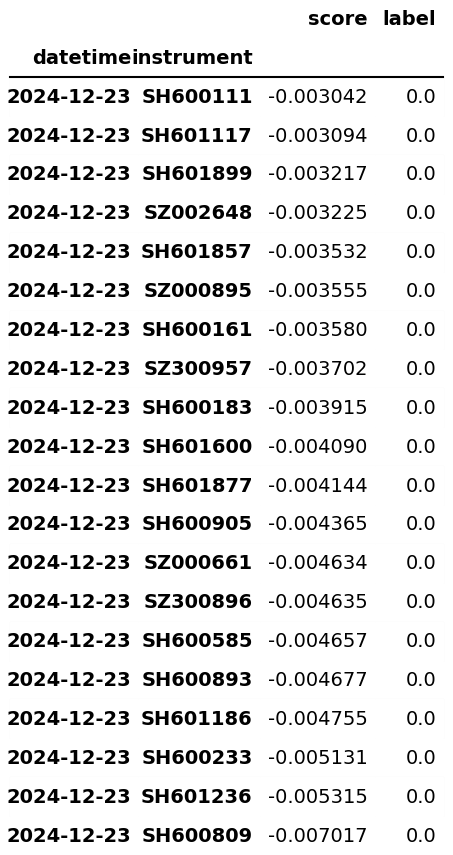 score label
datetime instrument
2024-12-23 SH600111 -0.003042 0.0
2024-12-23 SH601117 -0.003094 0.0
2024-12-23 SH601899 -0.003217 0.0
2024-12-23 SZ002648 -0.003225 0.0
2024-12-23 SH601857 -0.003532 0.0
2024-12-23 SZ000895 -0.003555 0.0
2024-12-23 SH600161 -0.003580 0.0
2024-12-23 SZ300957 -0.003702 0.0
2024-12-23 SH600183 -0.003915 0.0
2024-12-23 SH601600 -0.004090 0.0
2024-12-23 SH601877 -0.004144 0.0
2024-12-23 SH600905 -0.004365 0.0
2024-12-23 SZ000661 -0.004634 0.0
2024-12-23 SZ300896 -0.004635 0.0
2024-12-23 SH600585 -0.004657 0.0
2024-12-23 SH600893 -0.004677 0.0
2024-12-23 SH601186 -0.004755 0.0
2024-12-23 SH600233 -0.005131 0.0
2024-12-23 SH601236 -0.005315 0.0
2024-12-23 SH600809 -0.007017 0.0